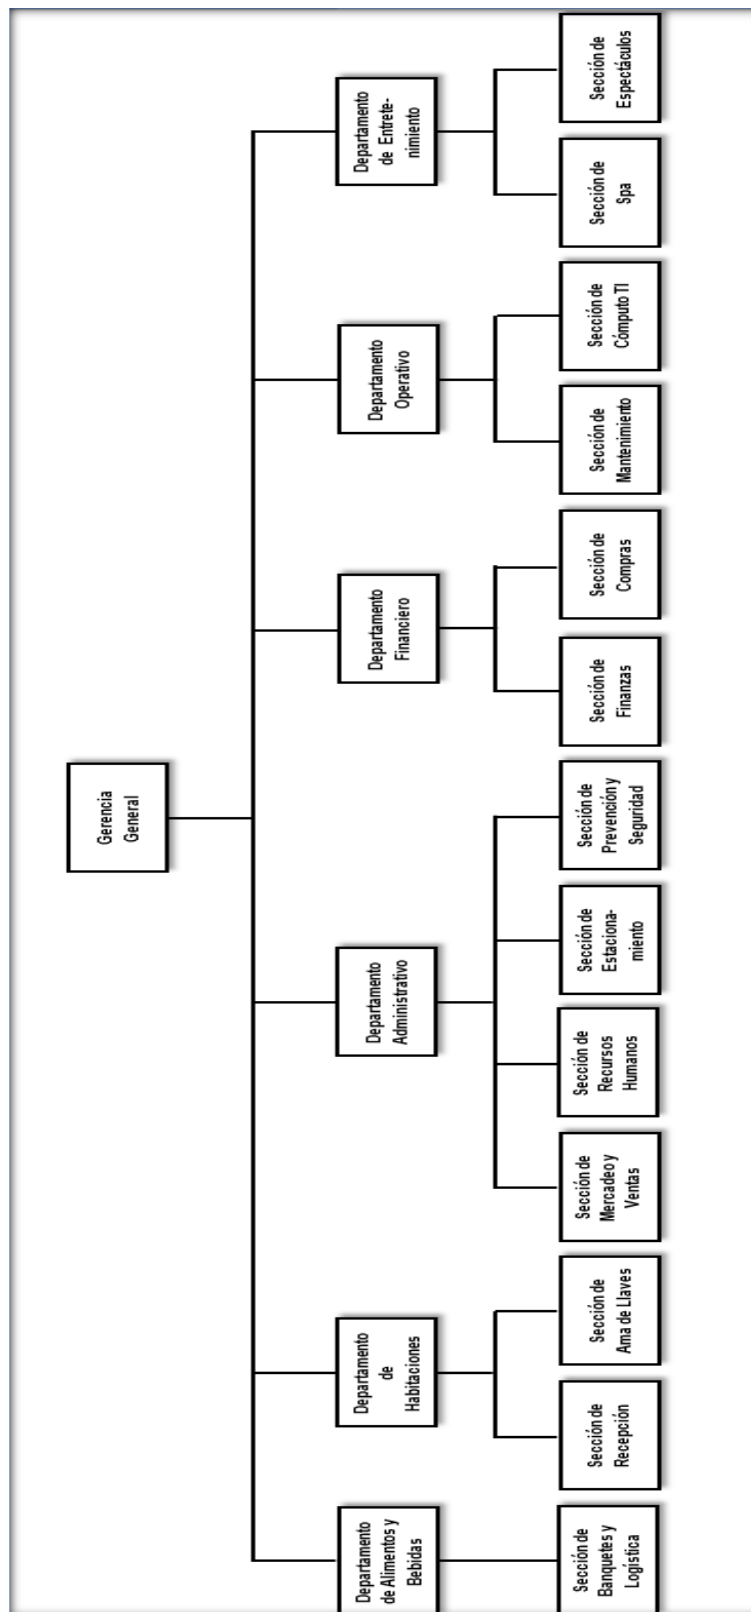 Gerencia
General
Departamento
de Alimentos y
Bebidas
Departamento
de
Habitaciones
Departamento
Administrativo
Departamento
Financiero
Departamento
Operativo
Departamento
de Entrete-
nimiento
Sección de
Banquetes y
Logística
Sección de
Recepción
Sección de
Ama de Llaves
Sección de
Mercadeo y
Ventas
Sección de
Recursos
Humanos
Sección de
Estaciona-
miento
Sección de
Prevención y
Seguridad
Sección de
Finanzas
Sección de
Compras
Sección de
Mantenimiento
Sección de
Cómputo TI
Sección de
Spa
Sección de
Espectáculos